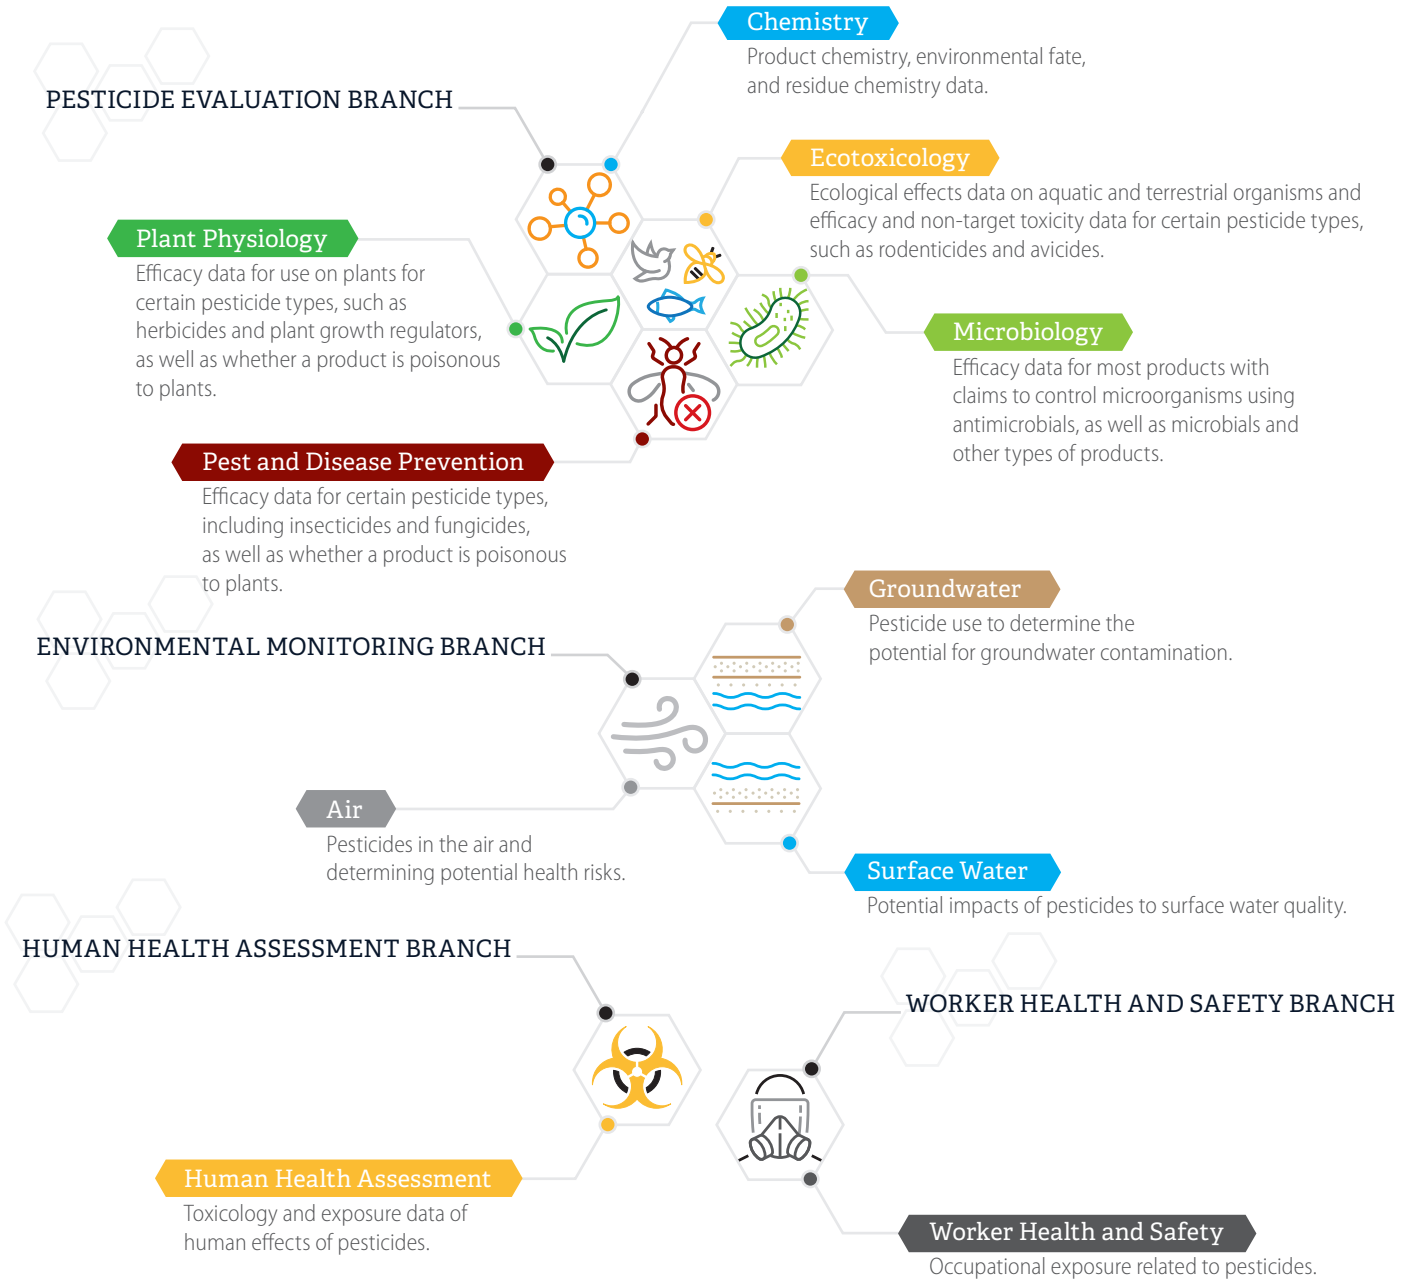 Chemistry
Product chemistry, environmental fate,
and residue chemistry data.
PESTICIDE EVALUATION BRANCH
Ecotoxicology
Ecological effects data on aquatic and terrestrial organisms and
efficacy and non-target toxicity data for certain pesticide types,
such as rodenticides and avicides.
Plant Physiology
Efficacy data for use on plants for
certain pesticide types, such as
herbicides and plant growth regulators,
as well as whether a product is poisonous
to plants.
Microbiology
Efficacy data for most products with
claims to control microorganisms using
antimicrobials, as well as microbials and
other types of products.
Pest and Disease Prevention
Efficacy data for certain pesticide types,
including insecticides and fungicides,
as well as whether a product is poisonous
to plants.
ENVIRONMENTAL MONITORING BRANCH
Groundwater
Pesticide use to determine the
potential for groundwater contamination.
Air
Pesticides in the air and
determining potential health risks.
Surface Water
Potential impacts of pesticides to surface water quality.
HUMAN HEALTH ASSESSMENT BRANCH
WORKER HEALTH AND SAFETY BRANCH
Human Health Assessment
Toxicology and exposure data of
human effects of pesticides.
Worker Health and Safety
Occupational exposure related to pesticides.